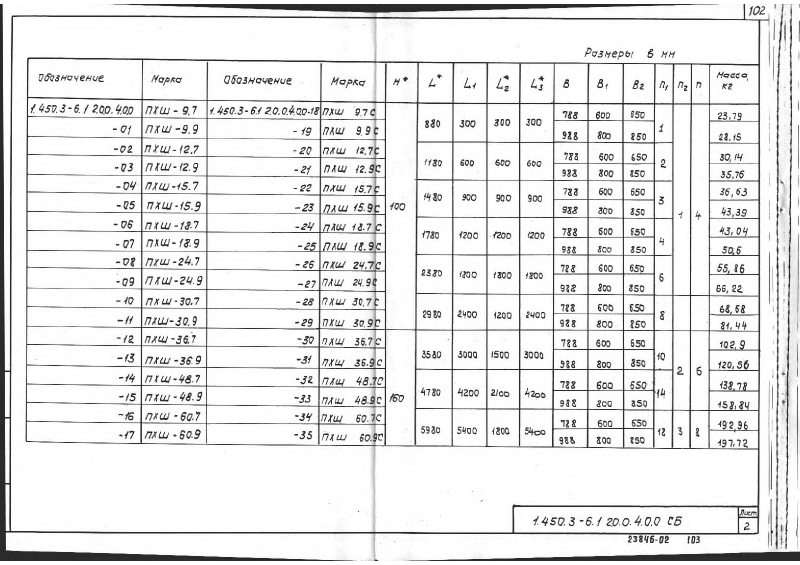 102
Размеры в мм
Обозначение Марка Обозначение Марка H* L* L1 L2* L3* B B1 B2 n1 n2 n Масса, кг
1.450.3-6.1 20.0.4.00 ПХШ-9.7 1.450.3-6.1 20.0.4.00-18 ПХШ 9.7С 100 880 300 300 300 788 600 650 1 1 4 23,79
-01 ПХШ-9.9 -19 ПХШ 9.9С 988 800 850 28.15
-02 ПХШ-12.7 -20 ПХШ 12.7С 1180 600 600 600 788 600 650 2 30,14
-03 ПХШ-12.9 -21 ПХШ 12.9С 988 800 850 35.76
-04 ПХШ-15.7 -22 ПХШ 15.7С 1480 900 900 900 788 600 650 3 36,63
-05 ПХШ-15.9 -23 ПХШ 15.9С 988 800 850 43,39
-06 ПХШ-18.7 -24 ПХШ 18.7С 1780 1200 1200 1200 788 600 650 4 43,04
-07 ПХШ-18.9 -25 ПХШ 18.9С 988 800 850 50,6
-08 ПХШ-24.7 -26 ПХШ 24.7С 2380 1800 1800 1800 788 600 650 6 55,86
-09 ПХШ-24.9 -27 ПХШ 24.9С 988 800 850 66,22
-10 ПХШ-30.7 -28 ПХШ 30.7С 2980 2400 1200 2400 788 600 650 8 68,68
-11 ПХШ-30.9 -29 ПХШ 30.9С 988 800 850 81,44
-12 ПХШ-36.7 -30 ПХШ 36.7С 160 3580 3000 1500 3000 788 600 650 10 2 6 102,9
-13 ПХШ-36.9 -31 ПХШ 36.9С 988 800 850 120,56
-14 ПХШ-48.7 -32 ПХШ 48.7С 4780 4200 2100 4200 788 600 650 14 138,78
-15 ПХШ-48.9 -33 ПХШ 48.9С 988 800 850 158,84
-16 ПХШ-60.7 -34 ПХШ 60.7С 5980 5400 1800 5400 788 600 650 18 3 8 192,96
-17 ПХШ-60.9 -35 ПХШ 60.9С 988 800 850 197,72
1.450.3-6.1 20.0.4.0.0 СБ
Лист
2
23846-02 103